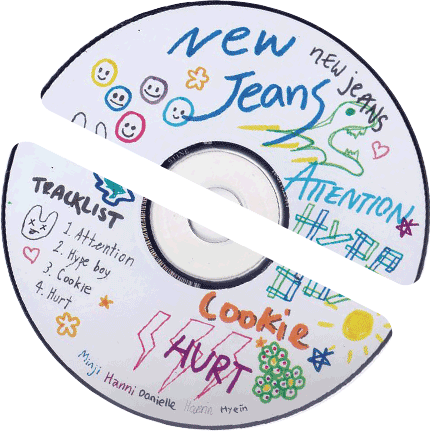 New
Jeans
NEW JEANS
ATTENTION
HYPE
BOY
TRACKLIST
1. Attention
2. Hype boy
3. Cookie
4. Hurt
COOKIE
HURT
Minji Hanni Danielle Haerin Hyein